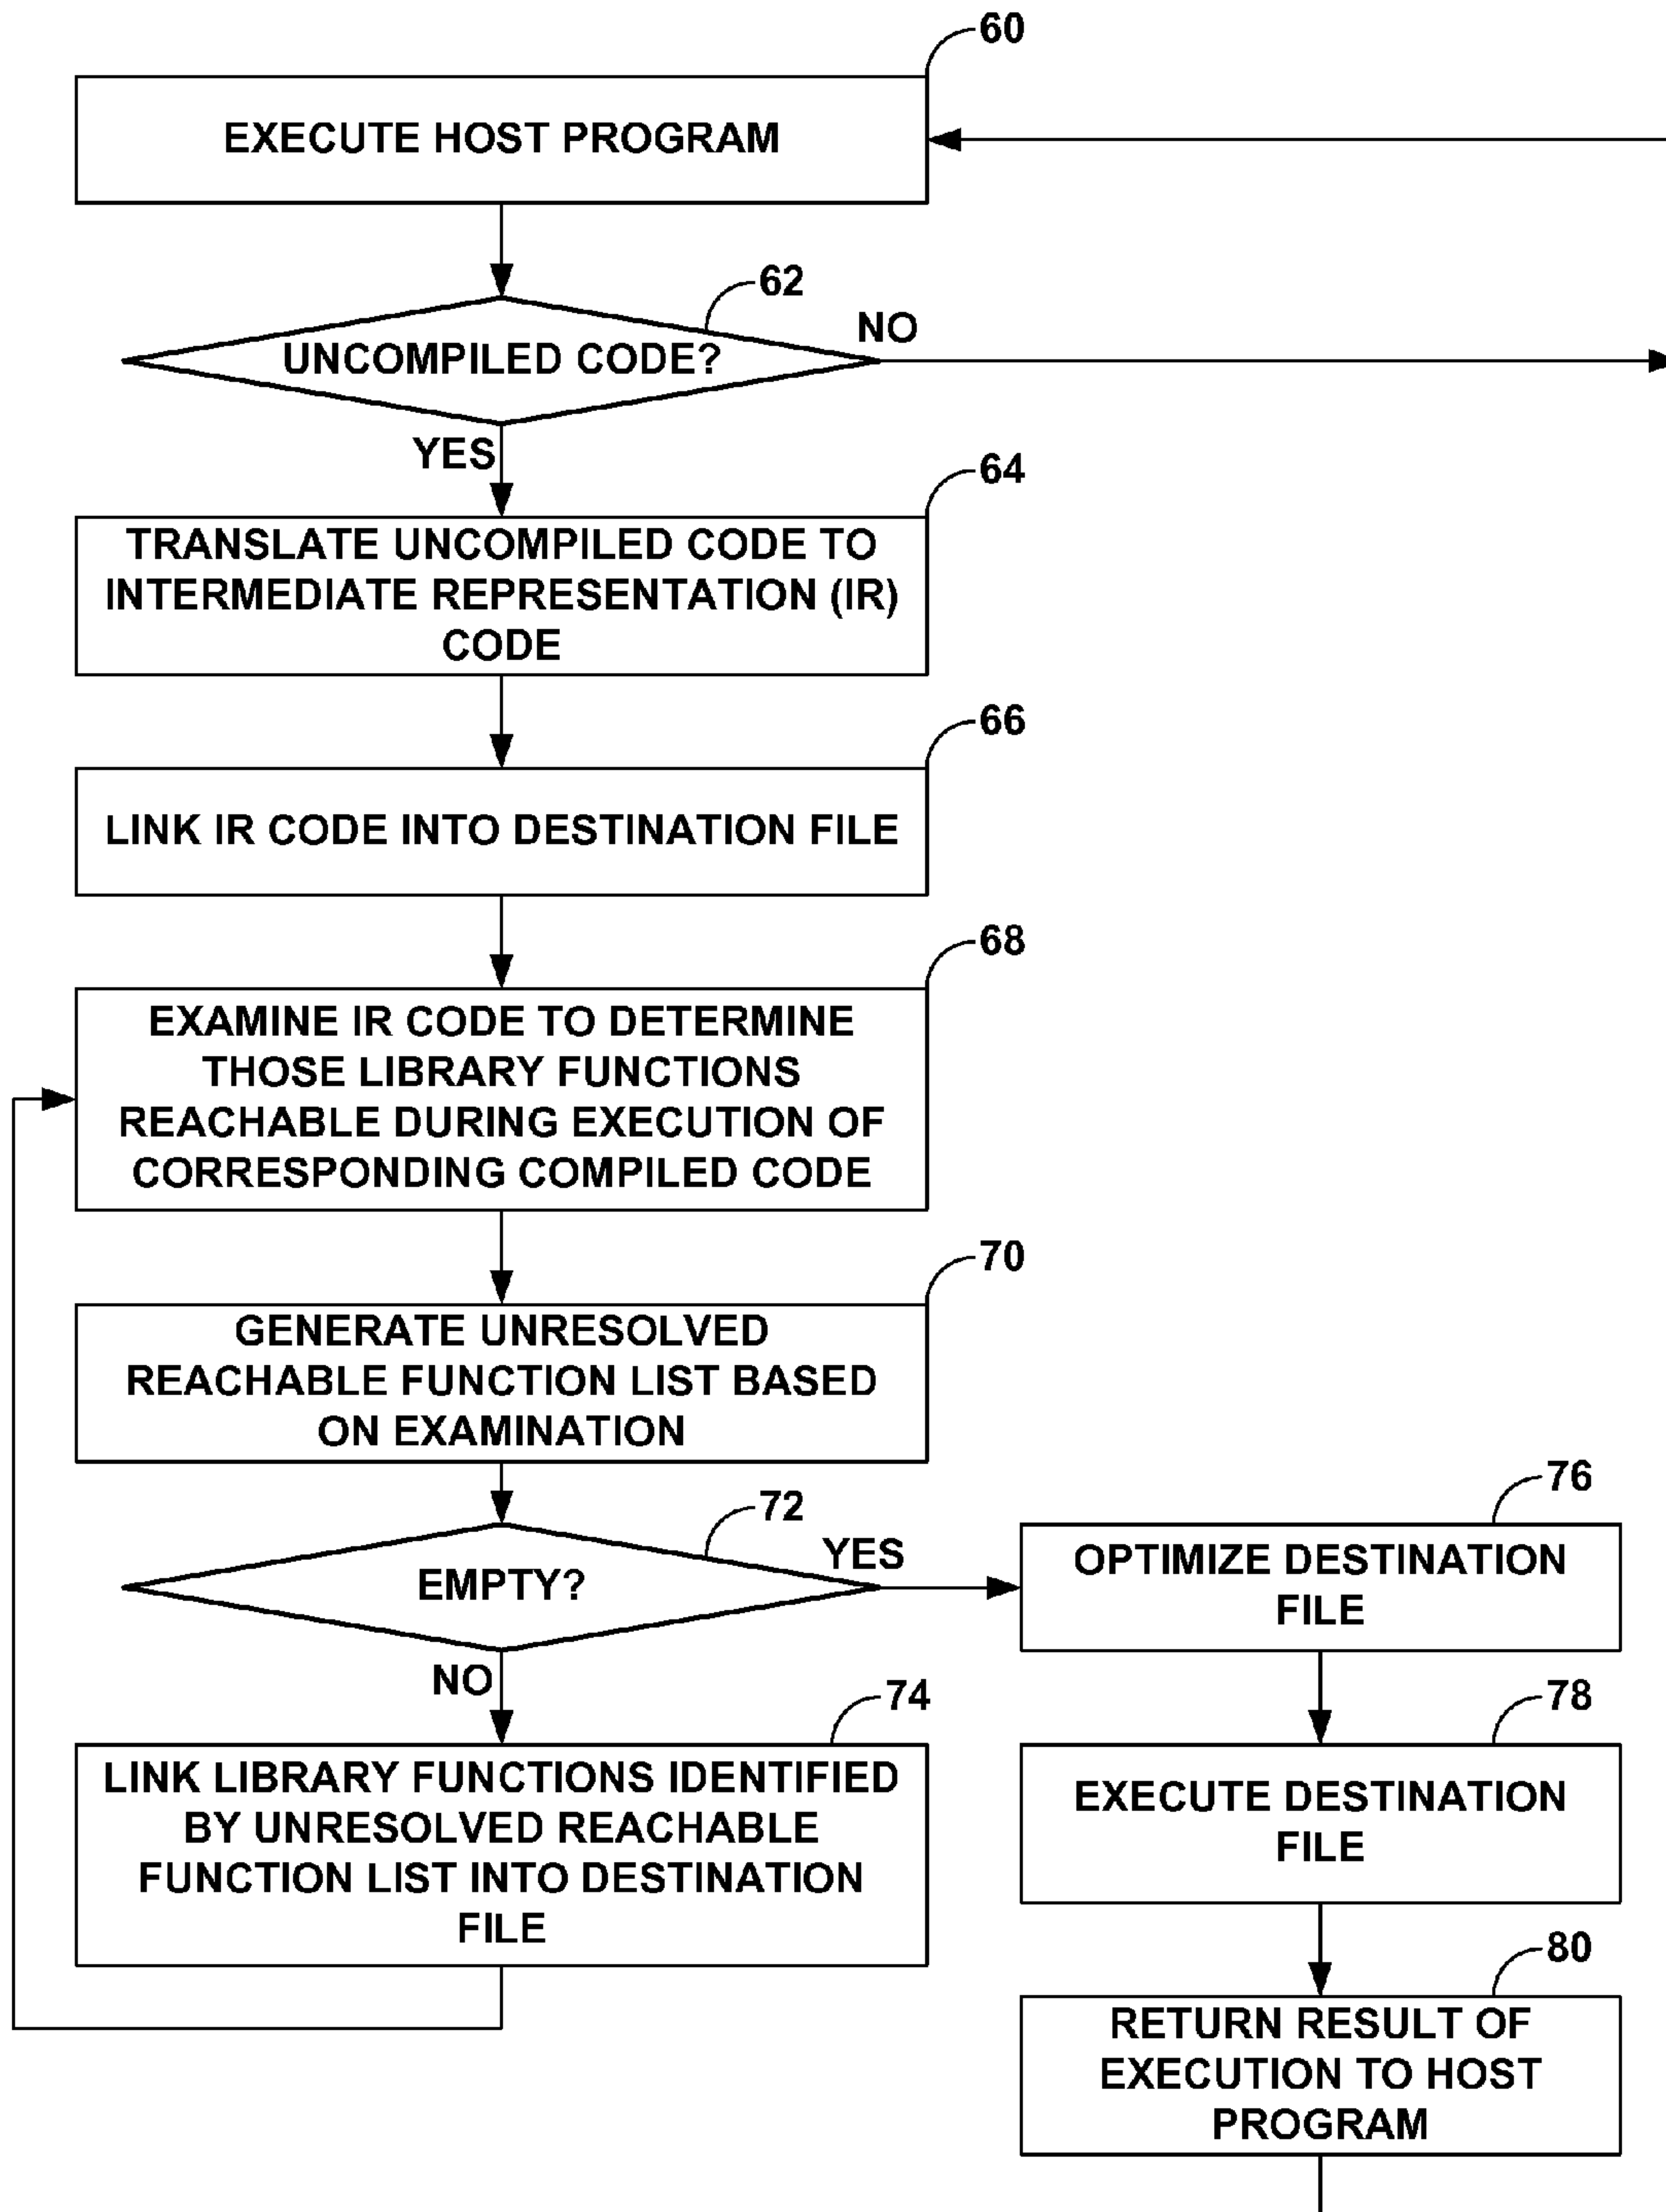 60
EXECUTE HOST PROGRAM
62
UNCOMPILED CODE?
NO
YES
64
TRANSLATE UNCOMPILED CODE TO
INTERMEDIATE REPRESENTATION (IR)
CODE
66
LINK IR CODE INTO DESTINATION FILE
68
EXAMINE IR CODE TO DETERMINE
THOSE LIBRARY FUNCTIONS
REACHABLE DURING EXECUTION OF
CORRESPONDING COMPILED CODE
70
GENERATE UNRESOLVED
REACHABLE FUNCTION LIST BASED
ON EXAMINATION
72
EMPTY?
YES
NO
74
LINK LIBRARY FUNCTIONS IDENTIFIED
BY UNRESOLVED REACHABLE
FUNCTION LIST INTO DESTINATION
FILE
76
OPTIMIZE DESTINATION
FILE
78
EXECUTE DESTINATION
FILE
80
RETURN RESULT OF
EXECUTION TO HOST
PROGRAM